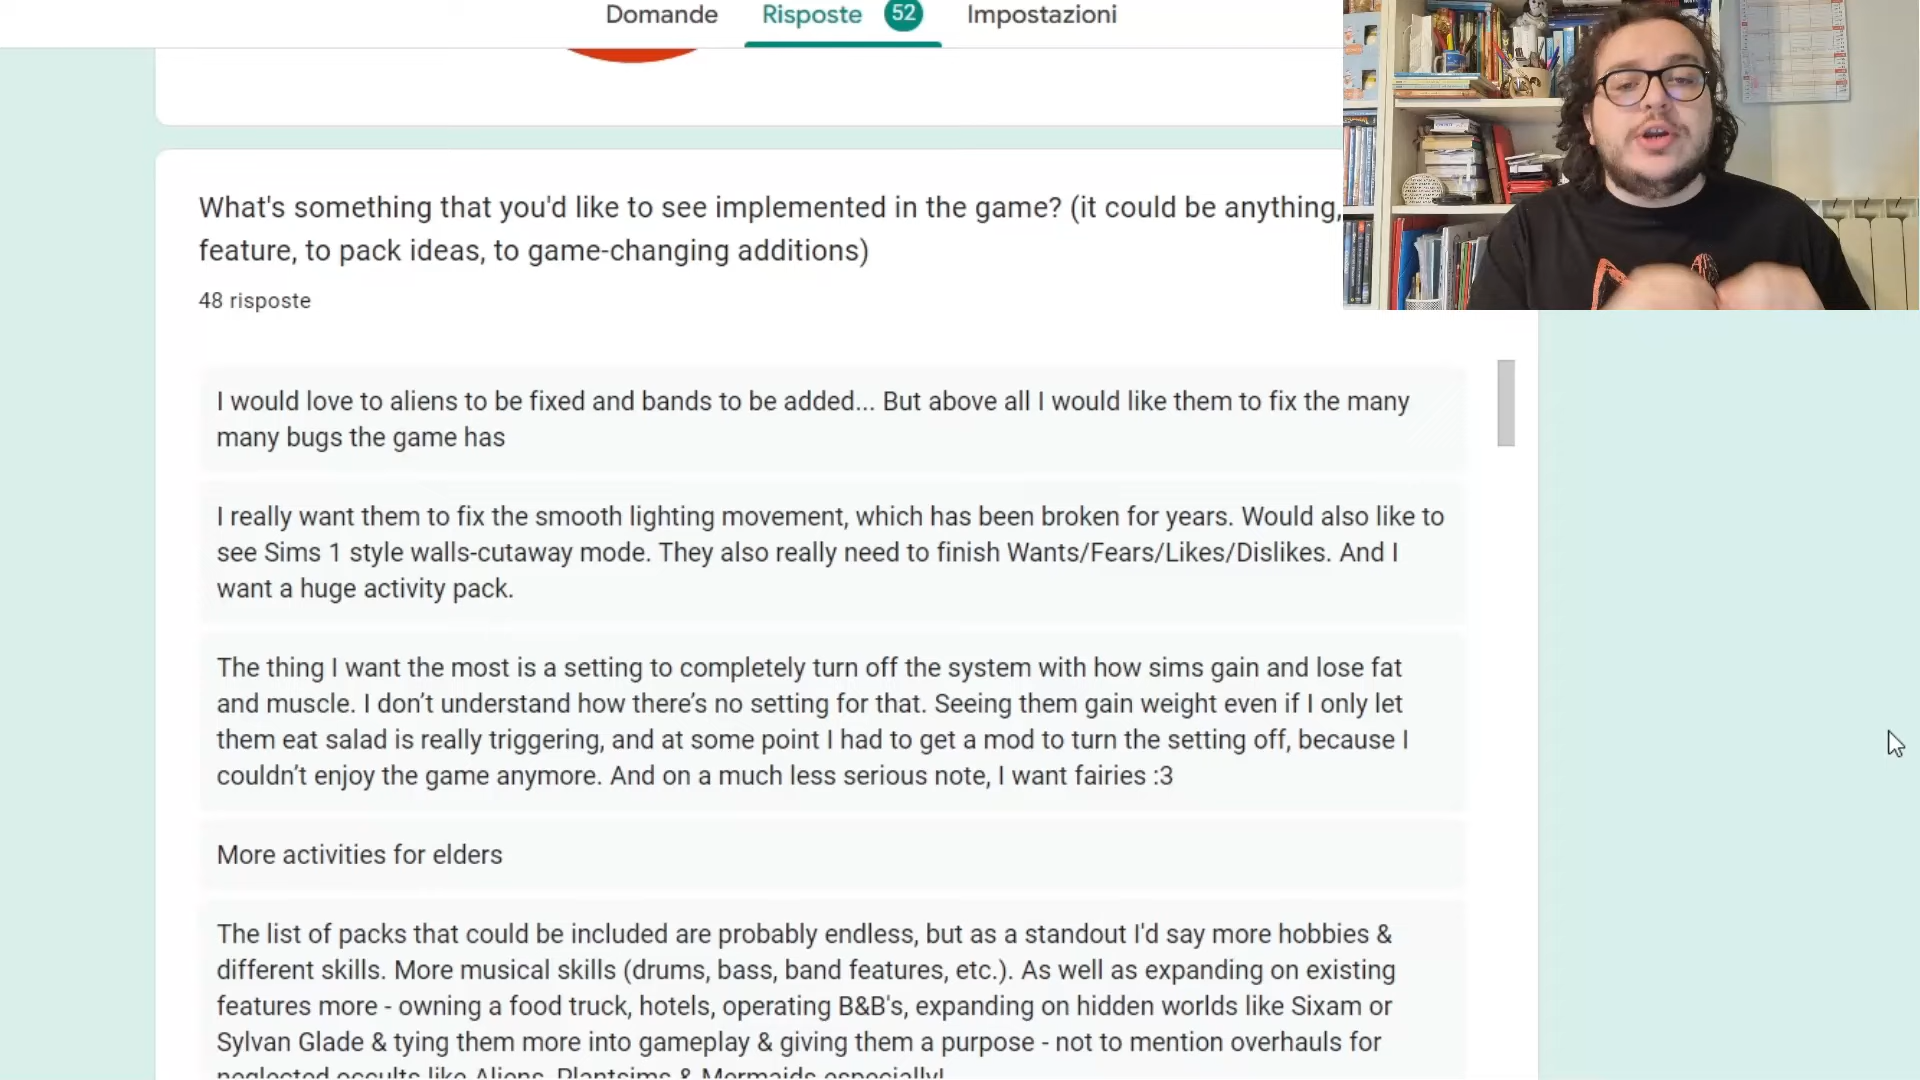 Domande
Risposte 52
Impostazioni
What's something that you'd like to see implemented in the game? (it could be anything,
feature, to pack ideas, to game-changing additions)
48 risposte
I would love to aliens to be fixed and bands to be added... But above all I would like them to fix the many
many bugs the game has
I really want them to fix the smooth lighting movement, which has been broken for years. Would also like to
see Sims 1 style walls-cutaway mode. They also really need to finish Wants/Fears/Likes/Dislikes. And I
want a huge activity pack.
The thing I want the most is a setting to completely turn off the system with how sims gain and lose fat
and muscle. I don’t understand how there’s no setting for that. Seeing them gain weight even if I only let
them eat salad is really triggering, and at some point I had to get a mod to turn the setting off, because I
couldn’t enjoy the game anymore. And on a much less serious note, I want fairies :3
More activities for elders
The list of packs that could be included are probably endless, but as a standout I'd say more hobbies &
different skills. More musical skills (drums, bass, band features, etc.). As well as expanding on existing
features more - owning a food truck, hotels, operating B&B's, expanding on hidden worlds like Sixam or
Sylvan Glade & tying them more into gameplay & giving them a purpose - not to mention overhauls for
neglected occults like Aliens, Plantsims & Mermaids especially!